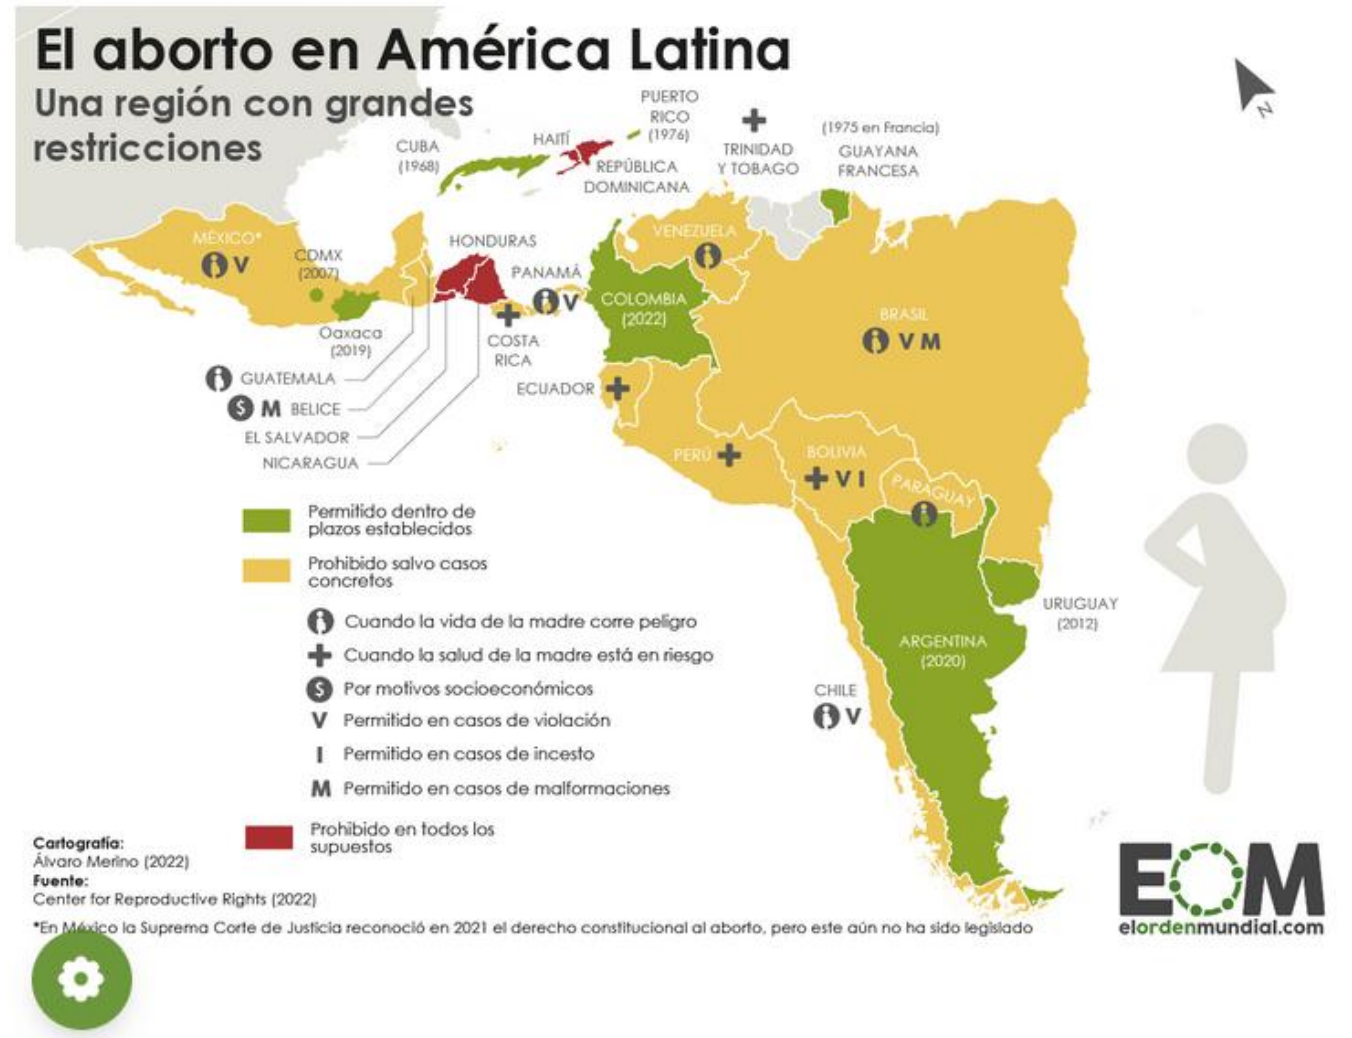 El aborto en América Latina
Una región con grandes
restricciones
N
CUBA
(1968)
HAITÍ
REPÚBLICA
DOMINICANA
PUERTO
RICO
(1976)
TRINIDAD
Y TOBAGO
(1975 en Francia)
GUAYANA
FRANCESA
MÉXICO*
V
CDMX
(2007)
Oaxaca
(2019)
HONDURAS
PANAMÁ
V
COSTA
RICA
VENEZUELA
COLOMBIA
(2022)
BRASIL
V M
GUATEMALA
$ M BELICE
EL SALVADOR
NICARAGUA
ECUADOR
PERÚ
BOLIVIA
V I
PARAGUAY
ARGENTINA
(2020)
URUGUAY
(2012)
CHILE
V
Permitido dentro de
plazos establecidos
Prohibido salvo casos
concretos
Cuando la vida de la madre corre peligro
Cuando la salud de la madre está en riesgo
$ Por motivos socioeconómicos
V Permitido en casos de violación
I Permitido en casos de incesto
M Permitido en casos de malformaciones
Prohibido en todos los
supuestos
Cartografía:
Álvaro Merino (2022)
Fuente:
Center for Reproductive Rights (2022)
*En México la Suprema Corte de Justicia reconoció en 2021 el derecho constitucional al aborto, pero este aún no ha sido legislado
EOM
elordenmundial.com